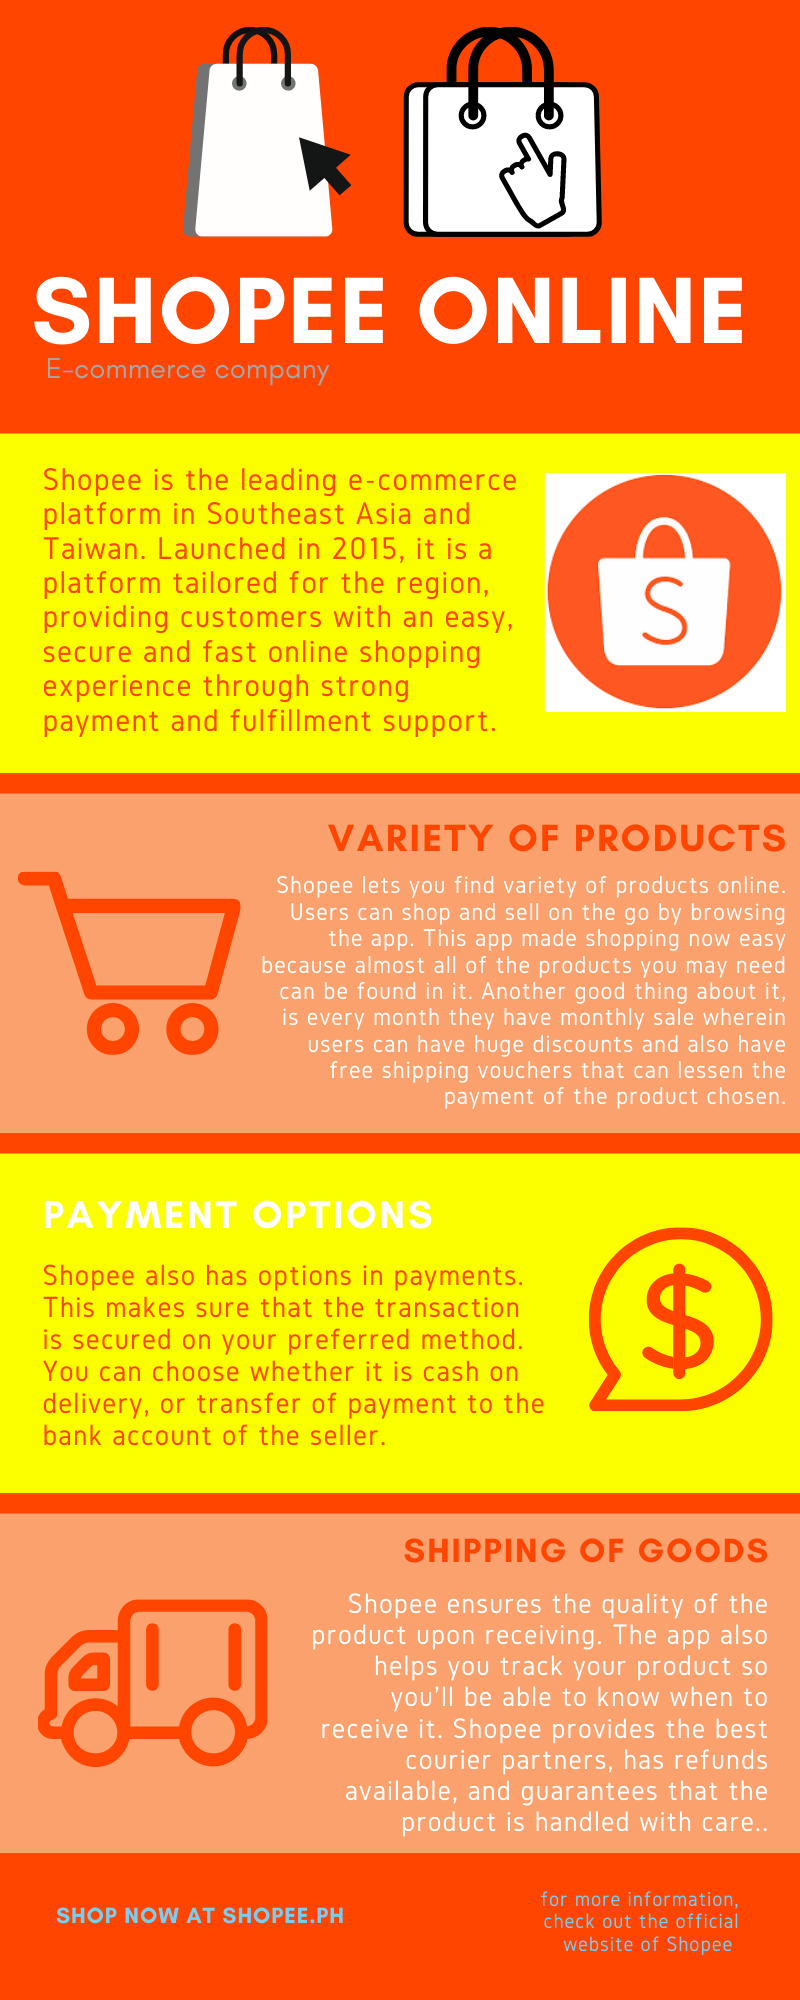 SHOPEE ONLINE
E-commerce company
Shopee is the leading e-commerce
platform in Southeast Asia and
Taiwan. Launched in 2015, it is a
platform tailored for the region,
providing customers with an easy,
secure and fast online shopping
experience through strong
payment and fulfillment support.
S
VARIETY OF PRODUCTS
Shopee lets you find variety of products online.
Users can shop and sell on the go by browsing
the app. This app made shopping now easy
because almost all of the products you may need
can be found in it. Another good thing about it,
is every month they have monthly sale wherein
users can have huge discounts and also have
free shipping vouchers that can lessen the
payment of the product chosen.
PAYMENT OPTIONS
Shopee also has options in payments.
This makes sure that the transaction
is secured on your preferred method.
You can choose whether it is cash on
delivery, or transfer of payment to the
bank account of the seller.
$
SHIPPING OF GOODS
Shopee ensures the quality of the
product upon receiving. The app also
helps you track your product so
you'll be able to know when to
receive it. Shopee provides the best
courier partners, has refunds
available, and guarantees that the
product is handled with care..
SHOP NOW AT SHOPEE.PH
for more information,
check out the official
website of Shopee